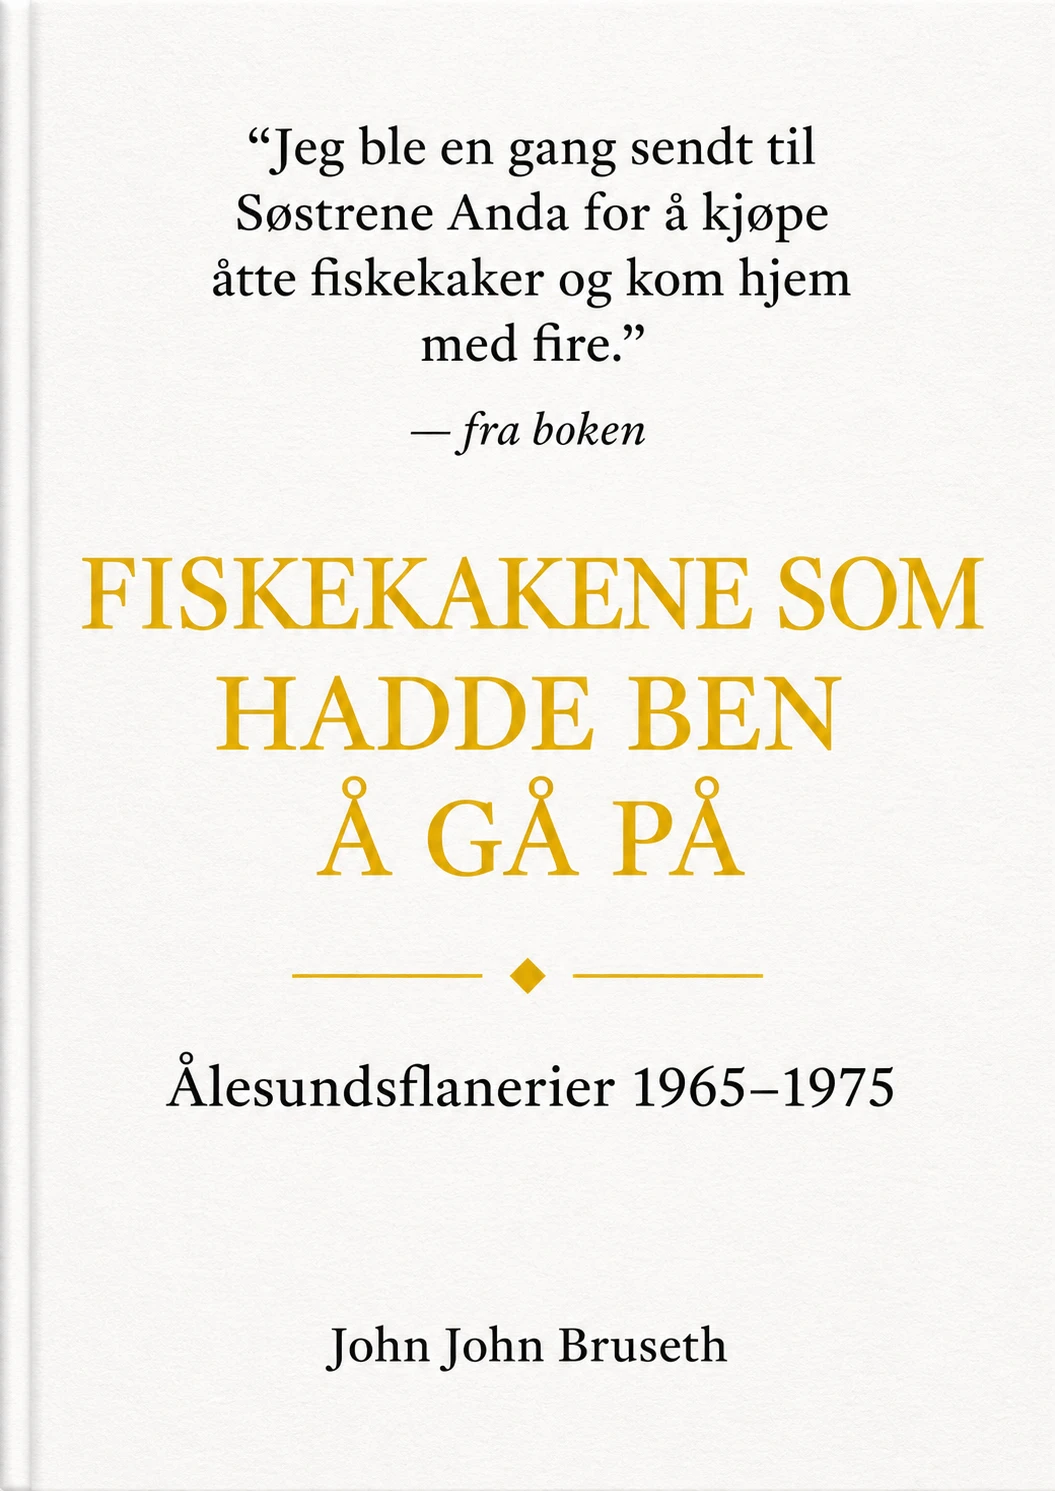 “Jeg ble en gang sendt til
Søstrene Anda for å kjøpe
åtte fiskekaker og kom hjem
med fire.”
— fra boken
FISKEKAKENE SOM
HADDE BEN
Å GÅ PÅ
Ålesundsflanerier 1965–1975
John John Bruseth